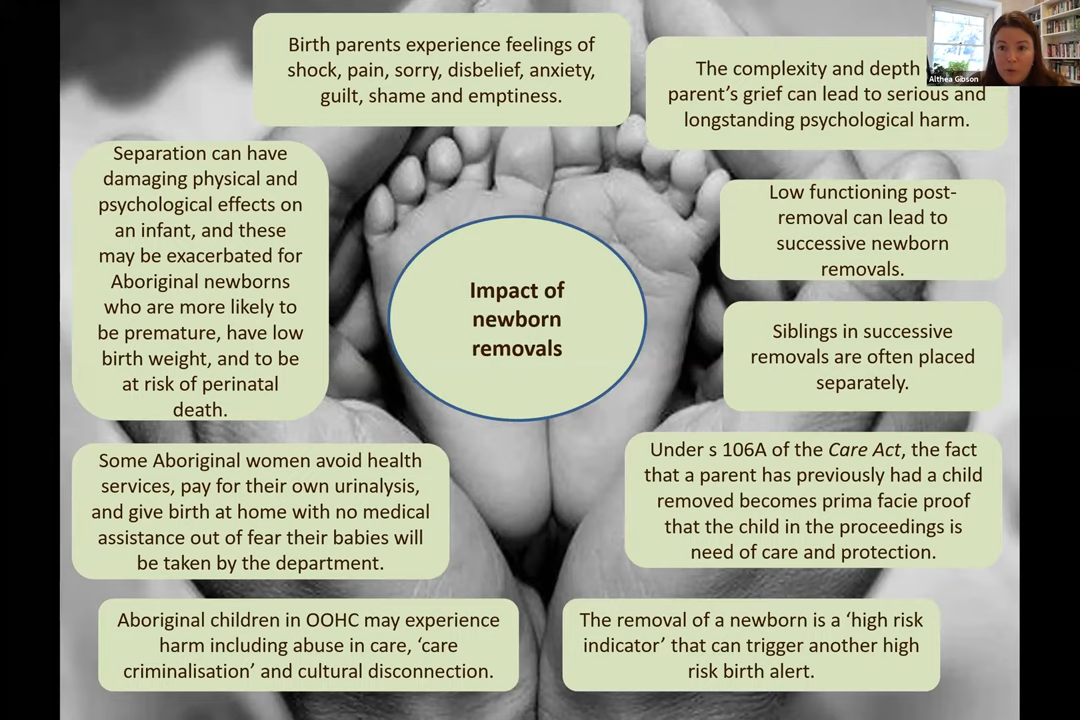 Birth parents experience feelings of
shock, pain, sorry, disbelief, anxiety,
guilt, shame and emptiness.
The complexity and depth
parent's grief can lead to serious and
longstanding psychological harm.
Althea Gibson
Separation can have
damaging physical and
psychological effects on
an infant, and these
may be exacerbated for
Aboriginal newborns
who are more likely to
be premature, have low
birth weight, and to be
at risk of perinatal
death.
Low functioning post-
removal can lead to
successive newborn
removals.
Impact of
newborn
removals
Siblings in successive
removals are often placed
separately.
Some Aboriginal women avoid health
services, pay for their own urinalysis,
and give birth at home with no medical
assistance out of fear their babies will
be taken by the department.
Under s 106A of the Care Act, the fact
that a parent has previously had a child
removed becomes prima facie proof
that the child in the proceedings is
need of care and protection.
Aboriginal children in OOHC may experience
harm including abuse in care, 'care
criminalisation' and cultural disconnection.
The removal of a newborn is a 'high risk
indicator' that can trigger another high
risk birth alert.